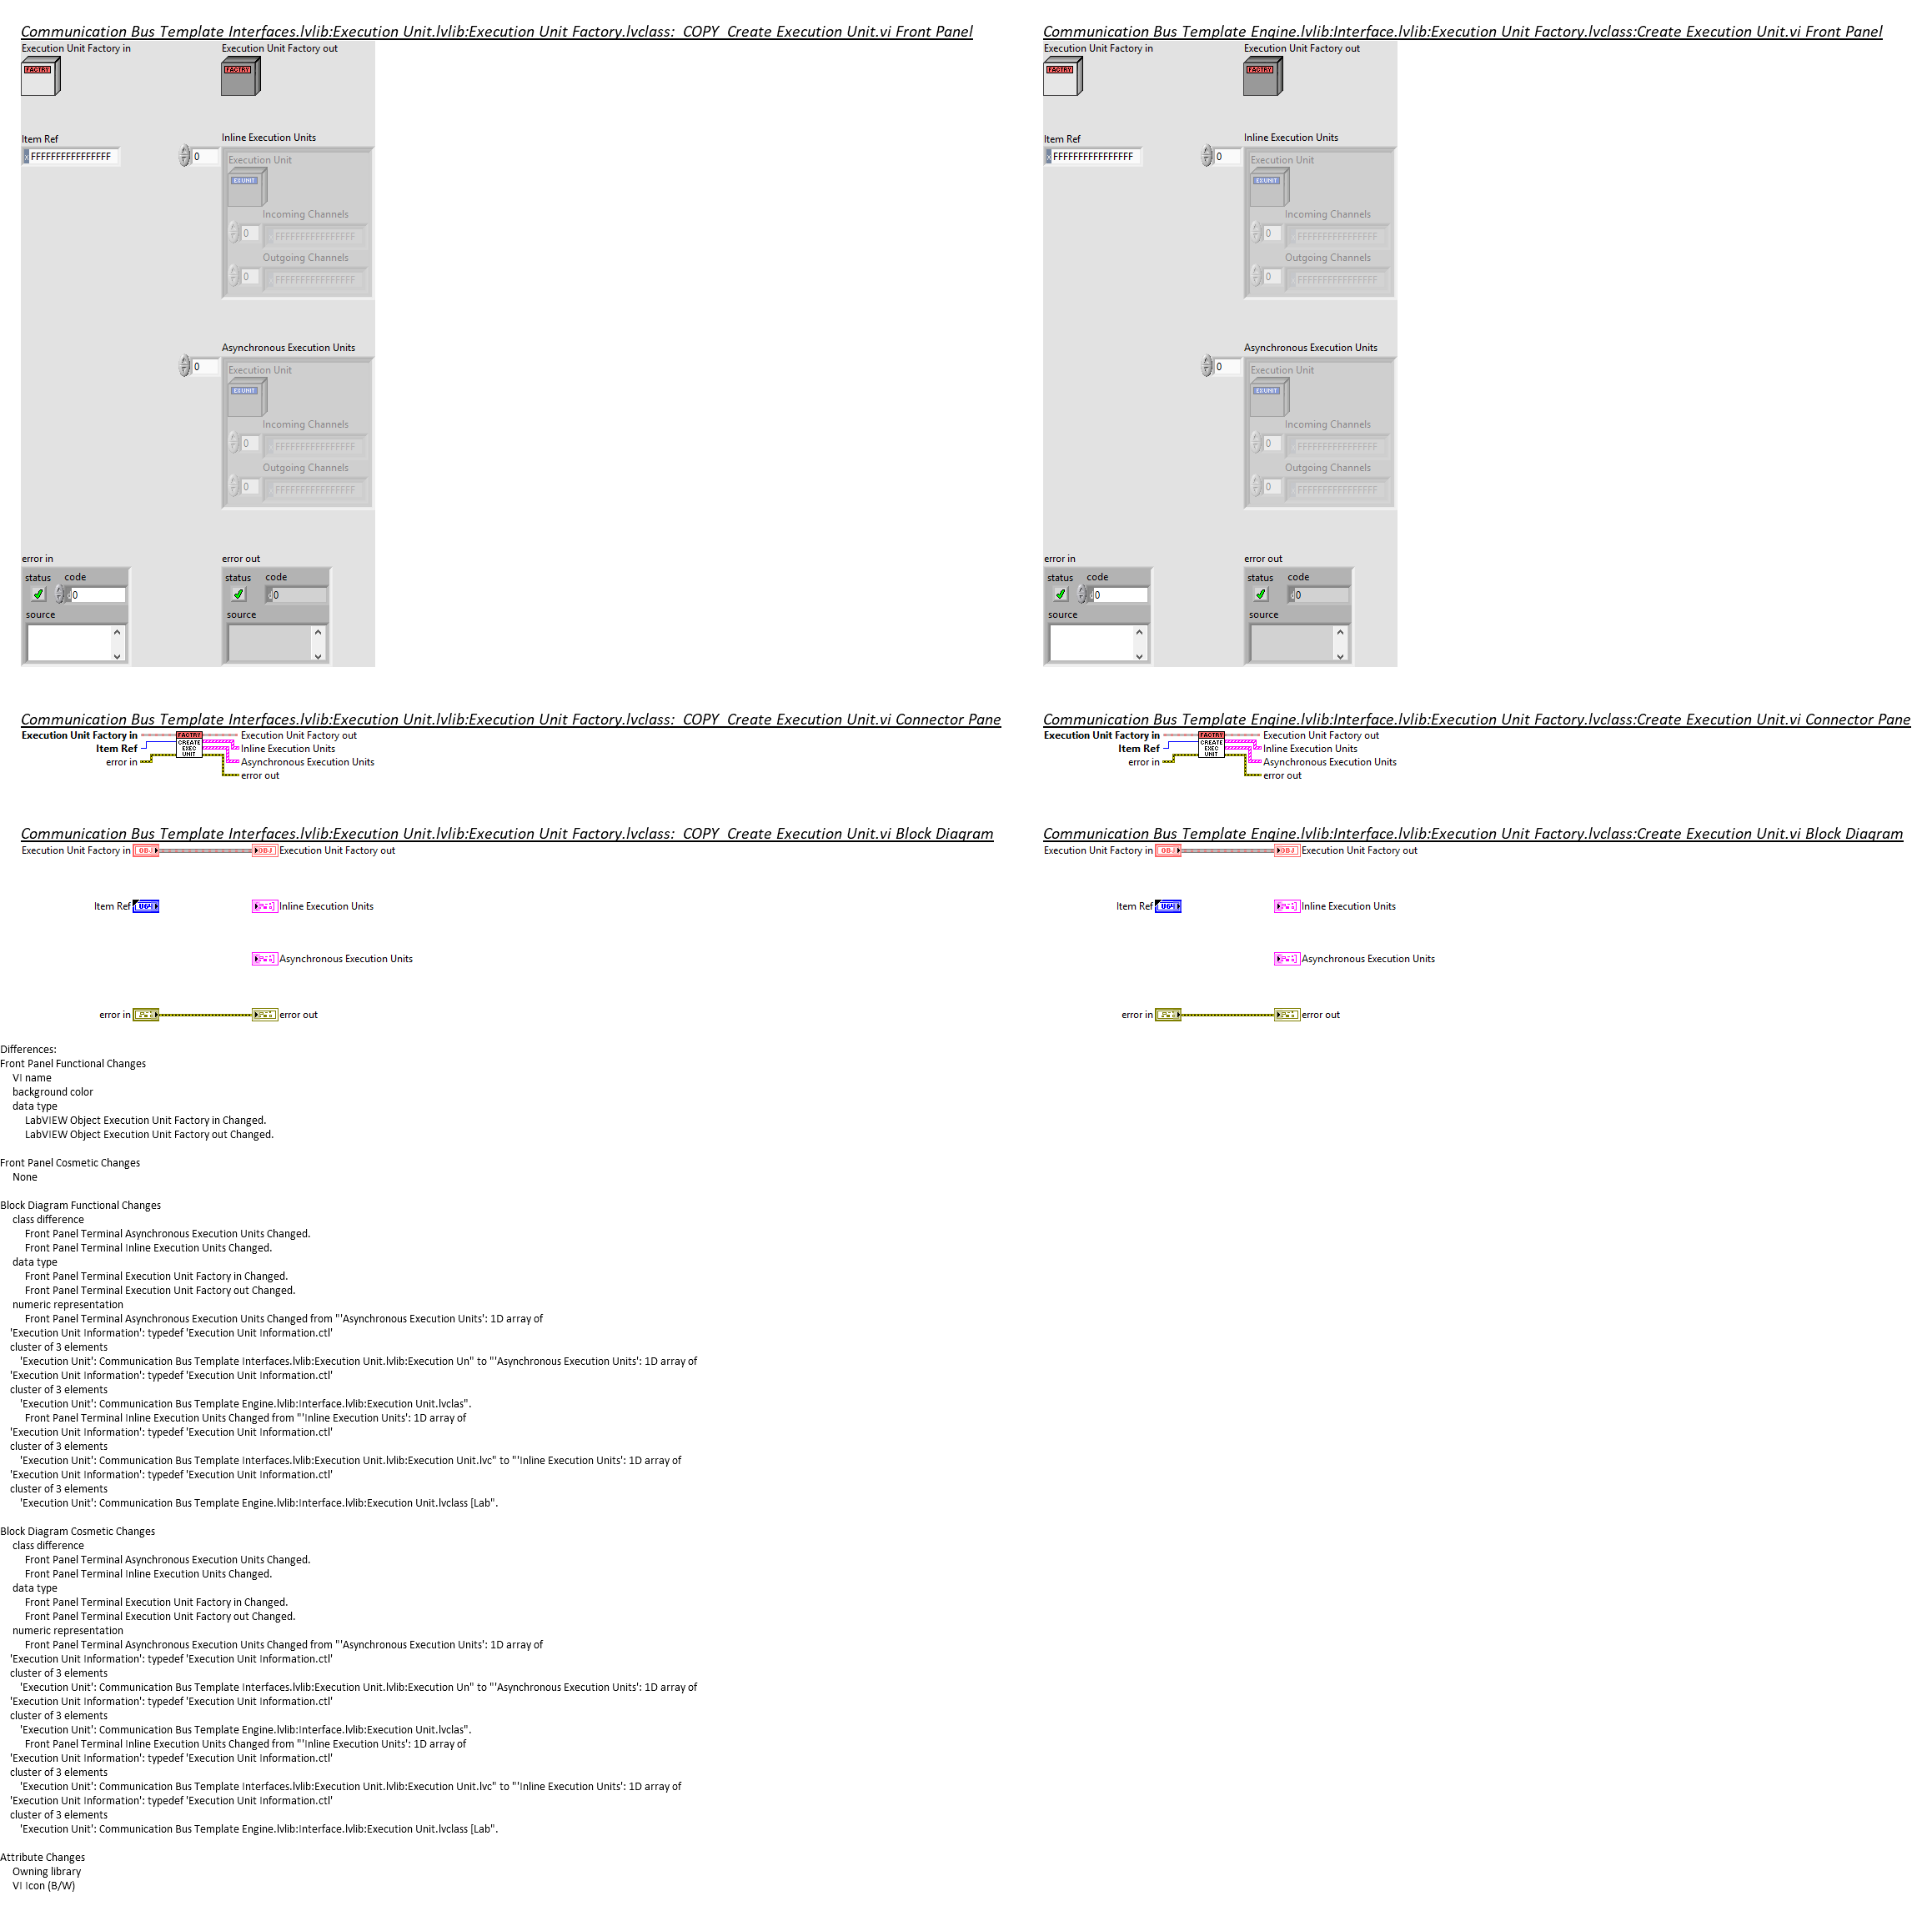 Communication Bus Template Interfaces.lvlib:Execution Unit.lvlib:Execution Unit Factory.lvclass:_COPY_Create Execution Unit.vi Front Panel
Execution Unit Factory in
Execution Unit Factory out
FACTRY
FACTRY
Item Ref
x FFFFFFFFFFFFFFFF
Inline Execution Units
0
Execution Unit
EXUNIT
Incoming Channels
0
FFFFFFFFFFFFFFFF
Outgoing Channels
0
FFFFFFFFFFFFFFFF
Asynchronous Execution Units
0
Execution Unit
EXUNIT
Incoming Channels
0
FFFFFFFFFFFFFFFF
Outgoing Channels
0
FFFFFFFFFFFFFFFF
error in
status code
0
source
error out
status code
0
source
Communication Bus Template Engine.lvlib:Interface.lvlib:Execution Unit Factory.lvclass:Create Execution Unit.vi Front Panel
Execution Unit Factory in
Execution Unit Factory out
FACTRY
FACTRY
Item Ref
x FFFFFFFFFFFFFFFF
Inline Execution Units
0
Execution Unit
EXUNIT
Incoming Channels
0
FFFFFFFFFFFFFFFF
Outgoing Channels
0
FFFFFFFFFFFFFFFF
Asynchronous Execution Units
0
Execution Unit
EXUNIT
Incoming Channels
0
FFFFFFFFFFFFFFFF
Outgoing Channels
0
FFFFFFFFFFFFFFFF
error in
status code
0
source
error out
status code
0
source
Communication Bus Template Interfaces.lvlib:Execution Unit.lvlib:Execution Unit Factory.lvclass:_COPY_Create Execution Unit.vi Connector Pane
Execution Unit Factory in
Item Ref
error in
FACTRY
CREATE
EXEC
UNIT
Execution Unit Factory out
Inline Execution Units
Asynchronous Execution Units
error out
Communication Bus Template Engine.lvlib:Interface.lvlib:Execution Unit Factory.lvclass:Create Execution Unit.vi Connector Pane
Execution Unit Factory in
Item Ref
error in
FACTRY
CREATE
EXEC
UNIT
Execution Unit Factory out
Inline Execution Units
Asynchronous Execution Units
error out
Communication Bus Template Interfaces.lvlib:Execution Unit.lvlib:Execution Unit Factory.lvclass:_COPY_Create Execution Unit.vi Block Diagram
Execution Unit Factory in OBJ OBJ Execution Unit Factory out
Item Ref U64 Inline Execution Units
Asynchronous Execution Units
error in error out
Communication Bus Template Engine.lvlib:Interface.lvlib:Execution Unit Factory.lvclass:Create Execution Unit.vi Block Diagram
Execution Unit Factory in OBJ OBJ Execution Unit Factory out
Item Ref U64 Inline Execution Units
Asynchronous Execution Units
error in error out
Differences:
Front Panel Functional Changes
VI name
background color
data type
LabVIEW Object Execution Unit Factory in Changed.
LabVIEW Object Execution Unit Factory out Changed.
Front Panel Cosmetic Changes
None
Block Diagram Functional Changes
class difference
Front Panel Terminal Asynchronous Execution Units Changed.
Front Panel Terminal Inline Execution Units Changed.
data type
Front Panel Terminal Execution Unit Factory in Changed.
Front Panel Terminal Execution Unit Factory out Changed.
numeric representation
Front Panel Terminal Asynchronous Execution Units Changed from "'Asynchronous Execution Units': 1D array of
'Execution Unit Information': typedef 'Execution Unit Information.ctl'
cluster of 3 elements
'Execution Unit': Communication Bus Template Interfaces.lvlib:Execution Unit.lvlib:Execution Un" to "'Asynchronous Execution Units': 1D array of
'Execution Unit Information': typedef 'Execution Unit Information.ctl'
cluster of 3 elements
'Execution Unit': Communication Bus Template Engine.lvlib:Interface.lvlib:Execution Unit.lvclas".
Front Panel Terminal Inline Execution Units Changed from "'Inline Execution Units': 1D array of
'Execution Unit Information': typedef 'Execution Unit Information.ctl'
cluster of 3 elements
'Execution Unit': Communication Bus Template Interfaces.lvlib:Execution Unit.lvlib:Execution Unit.lvc" to "'Inline Execution Units': 1D array of
'Execution Unit Information': typedef 'Execution Unit Information.ctl'
cluster of 3 elements
'Execution Unit': Communication Bus Template Engine.lvlib:Interface.lvlib:Execution Unit.lvclass [Lab".
Block Diagram Cosmetic Changes
class difference
Front Panel Terminal Asynchronous Execution Units Changed.
Front Panel Terminal Inline Execution Units Changed.
data type
Front Panel Terminal Execution Unit Factory in Changed.
Front Panel Terminal Execution Unit Factory out Changed.
numeric representation
Front Panel Terminal Asynchronous Execution Units Changed from "'Asynchronous Execution Units': 1D array of
'Execution Unit Information': typedef 'Execution Unit Information.ctl'
cluster of 3 elements
'Execution Unit': Communication Bus Template Interfaces.lvlib:Execution Unit.lvlib:Execution Un" to "'Asynchronous Execution Units': 1D array of
'Execution Unit Information': typedef 'Execution Unit Information.ctl'
cluster of 3 elements
'Execution Unit': Communication Bus Template Engine.lvlib:Interface.lvlib:Execution Unit.lvclas".
Front Panel Terminal Inline Execution Units Changed from "'Inline Execution Units': 1D array of
'Execution Unit Information': typedef 'Execution Unit Information.ctl'
cluster of 3 elements
'Execution Unit': Communication Bus Template Interfaces.lvlib:Execution Unit.lvlib:Execution Unit.lvc" to "'Inline Execution Units': 1D array of
'Execution Unit Information': typedef 'Execution Unit Information.ctl'
cluster of 3 elements
'Execution Unit': Communication Bus Template Engine.lvlib:Interface.lvlib:Execution Unit.lvclass [Lab".
Attribute Changes
Owning library
VI Icon (B/W)